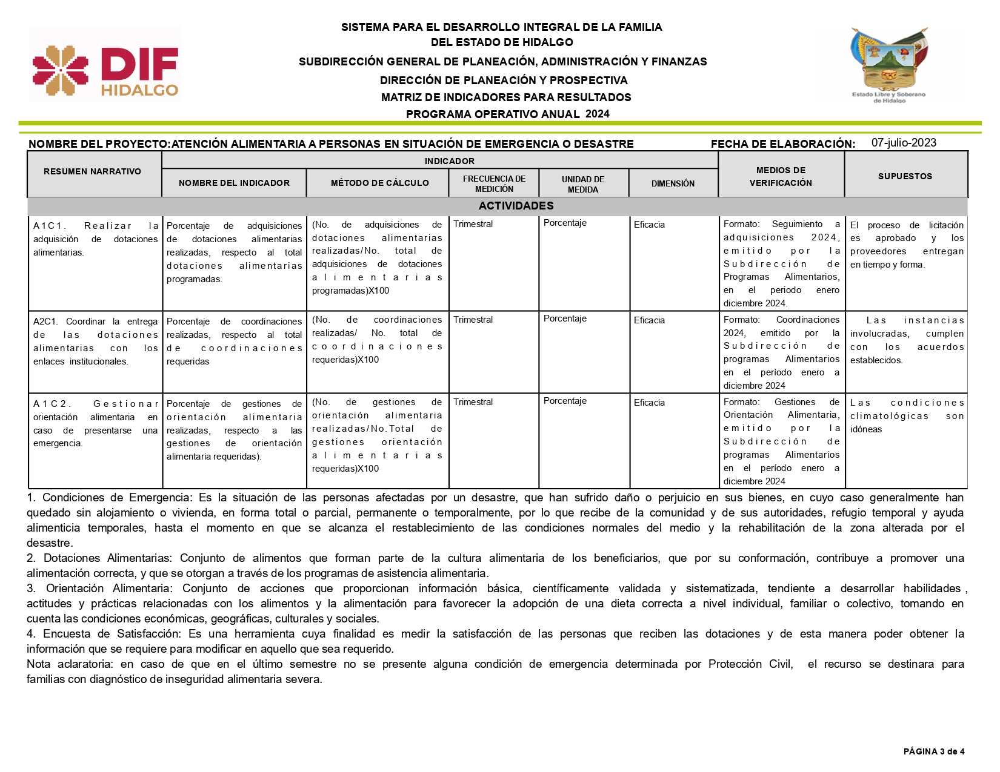 DIF
HIDALGO
SISTEMA PARA EL DESARROLLO INTEGRAL DE LA FAMILIA
DEL ESTADO DE HIDALGO
SUBDIRECCIÓN GENERAL DE PLANEACIÓN, ADMINISTRACIÓN Y FINANZAS
DIRECCIÓN DE PLANEACIÓN Y PROSPECTIVA
MATRIZ DE INDICADORES PARA RESULTADOS
PROGRAMA OPERATIVO ANUAL 2024
Estado Libre y Soberano
de Hidalgo
NOMBRE DEL PROYECTO:ATENCIÓN ALIMENTARIA A PERSONAS EN SITUACIÓN DE EMERGENCIA O DESASTRE
FECHA DE ELABORACIÓN: 07-julio-2023
RESUMEN NARRATIVO
INDICADOR
NOMBRE DEL INDICADOR
MÉTODO DE CÁLCULO
FRECUENCIA DE
MEDICIÓN
UNIDAD DE
MEDIDA
DIMENSIÓN
MEDIOS DE
VERIFICACIÓN
SUPUESTOS
ACTIVIDADES
A1C1. Realizar la
adquisición de dotaciones
alimentarias.
Porcentaje de adquisiciones
de dotaciones alimentarias
realizadas, respecto al total
dotaciones alimentarias
programadas.
(No. de adquisiciones de
dotaciones alimentarias
realizadas/No. total de
adquisiciones de dotaciones
alimentarias
programadas)X100
Trimestral
Porcentaje
Eficacia
Formato: Seguimiento a
adquisiciones 2024,
emitido por la
Subdirección de
Programas Alimentarios,
en el periodo enero
diciembre 2024.
El proceso de licitación
es aprobado y los
proveedores entregan
en tiempo y forma.
A2C1. Coordinar la entrega
de las dotaciones
alimentarias con los
enlaces institucionales.
Porcentaje de coordinaciones
realizadas, respecto al total
de coordinaciones
requeridas
(No. de coordinaciones
realizadas/ No. total de
coordinaciones
requeridas)X100
Trimestral
Porcentaje
Eficacia
Formato: Coordinaciones
2024, emitido por la
Subdirección de
programas Alimentarios
en el período enero a
diciembre 2024
Las instancias
involucradas, cumplen
con los acuerdos
establecidos.
A1C2. Gestionar
orientación alimentaria en
caso de presentarse una
emergencia.
Porcentaje de gestiones de
orientación alimentaria
realizadas, respecto a las
gestiones de orientación
alimentaria requeridas).
(No. de gestiones de
orientación alimentaria
realizadas/No.Total de
gestiones orientación
alimentarias
requeridas)X100
Trimestral
Porcentaje
Eficacia
Formato: Gestiones de
Orientación Alimentaria,
emitido por la
Subdirección de
programas Alimentarios
en el período enero a
diciembre 2024
Las condiciones
climatológicas son
idóneas
1. Condiciones de Emergencia: Es la situación de las personas afectadas por un desastre, que han sufrido daño o perjuicio en sus bienes, en cuyo caso generalmente han
quedado sin alojamiento o vivienda, en forma total o parcial, permanente o temporalmente, por lo que recibe de la comunidad y de sus autoridades, refugio temporal y ayuda
alimenticia temporales, hasta el momento en que se alcanza el restablecimiento de las condiciones normales del medio y la rehabilitación de la zona alterada por el
desastre.
2. Dotaciones Alimentarias: Conjunto de alimentos que forman parte de la cultura alimentaria de los beneficiarios, que por su conformación, contribuye a promover una
alimentación correcta, y que se otorgan a través de los programas de asistencia alimentaria.
3. Orientación Alimentaria: Conjunto de acciones que proporcionan información básica, científicamente validada y sistematizada, tendiente a desarrollar habilidades ,
actitudes y prácticas relacionadas con los alimentos y la alimentación para favorecer la adopción de una dieta correcta a nivel individual, familiar o colectivo, tomando en
cuenta las condiciones económicas, geográficas, culturales y sociales.
4. Encuesta de Satisfacción: Es una herramienta cuya finalidad es medir la satisfacción de las personas que reciben las dotaciones y de esta manera poder obtener la
información que se requiere para modificar en aquello que sea requerido.
Nota aclaratoria: en caso de que en el último semestre no se presente alguna condición de emergencia determinada por Protección Civil, el recurso se destinara para
familias con diagnóstico de inseguridad alimentaria severa.
PÁGINA 3 de 4